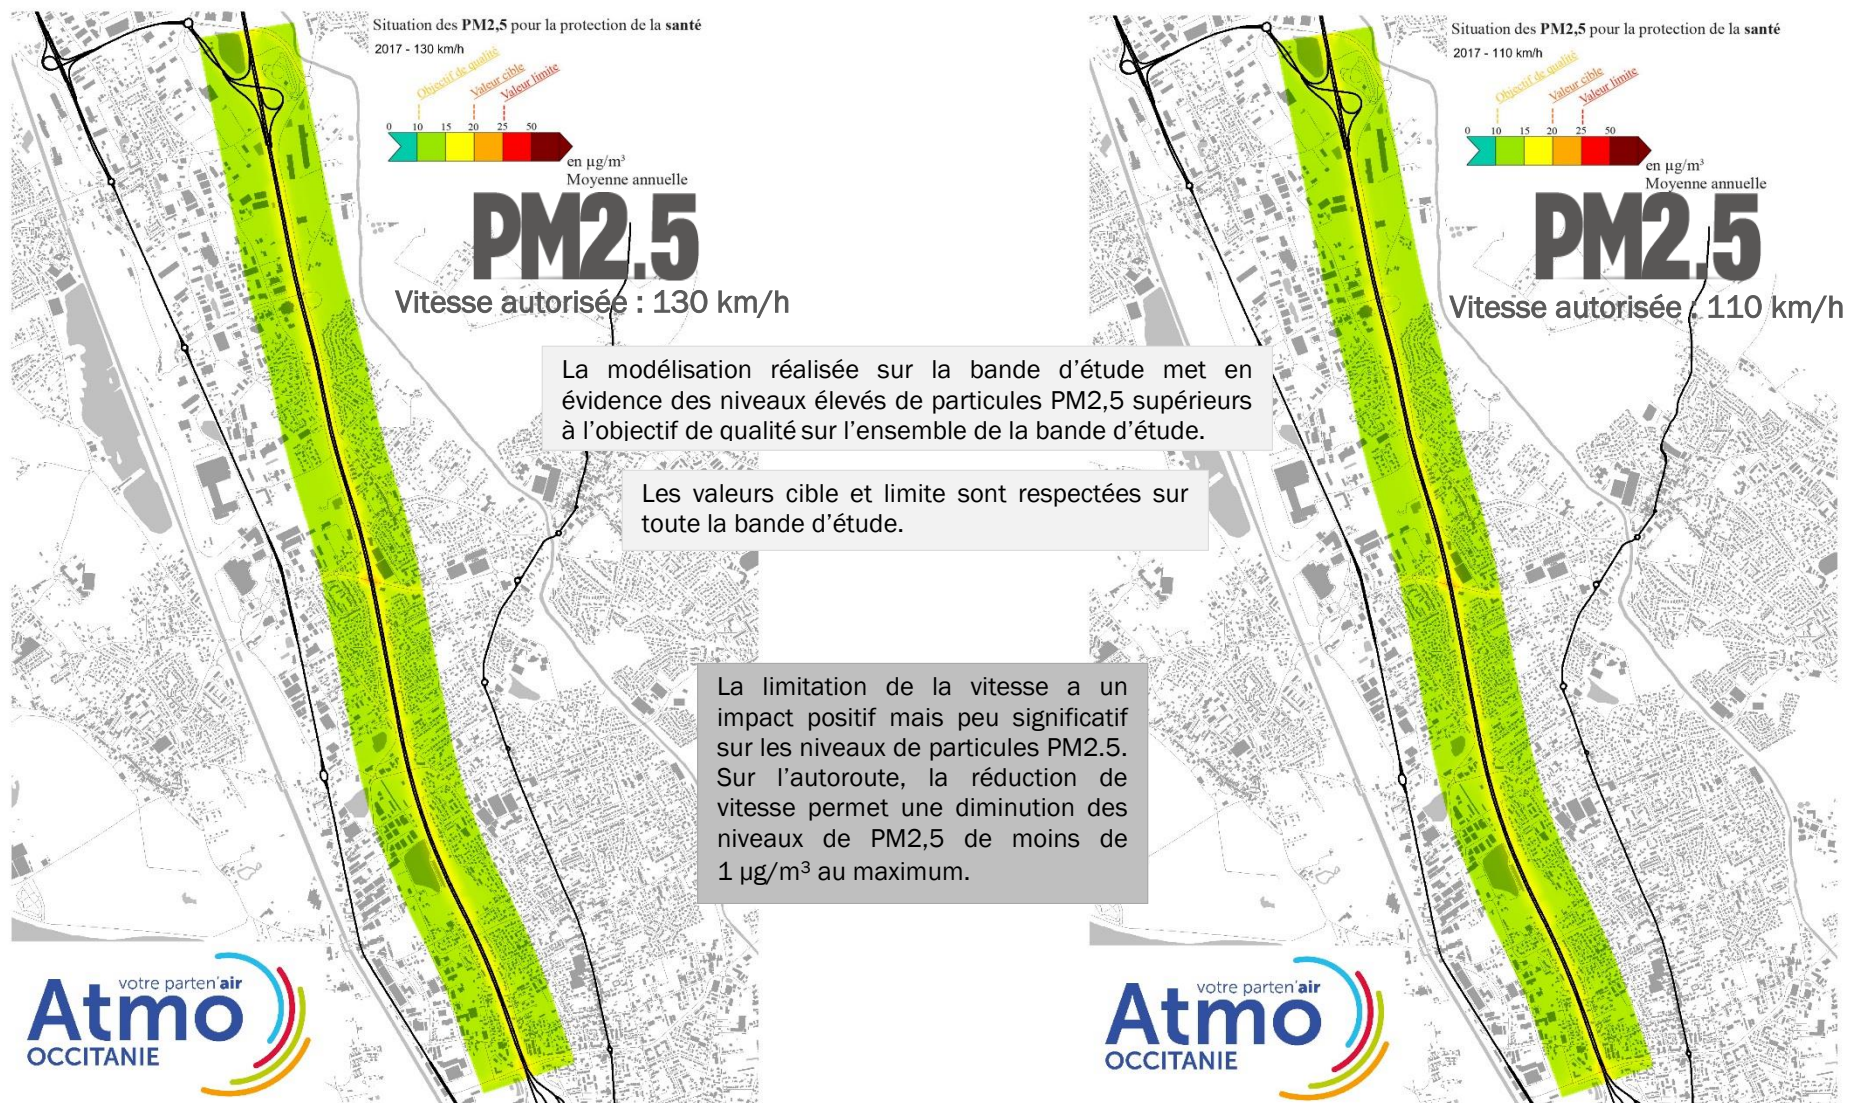 Situation des PM2,5 pour la protection de la santé
2017 - 130 km/h
Objectif de qualité
Valeur cible
Valeur limite
0 10 15 20 25 50
en µg/m³
Moyenne annuelle
PM2.5
Vitesse autorisée : 130 km/h
Situation des PM2,5 pour la protection de la santé
2017 - 110 km/h
Objectif de qualité
Valeur cible
Valeur limite
0 10 15 20 25 50
en µg/m³
Moyenne annuelle
PM2.5
Vitesse autorisée : 110 km/h
La modélisation réalisée sur la bande d’étude met en
évidence des niveaux élevés de particules PM2,5 supérieurs
à l’objectif de qualité sur l’ensemble de la bande d’étude.
Les valeurs cible et limite sont respectées sur
toute la bande d’étude.
La limitation de la vitesse a un
impact positif mais peu significatif
sur les niveaux de particules PM2.5.
Sur l’autoroute, la réduction de
vitesse permet une diminution des
niveaux de PM2,5 de moins de
1 µg/m³ au maximum.
votre parten’air
Atmo
OCCITANIE
votre parten’air
Atmo
OCCITANIE